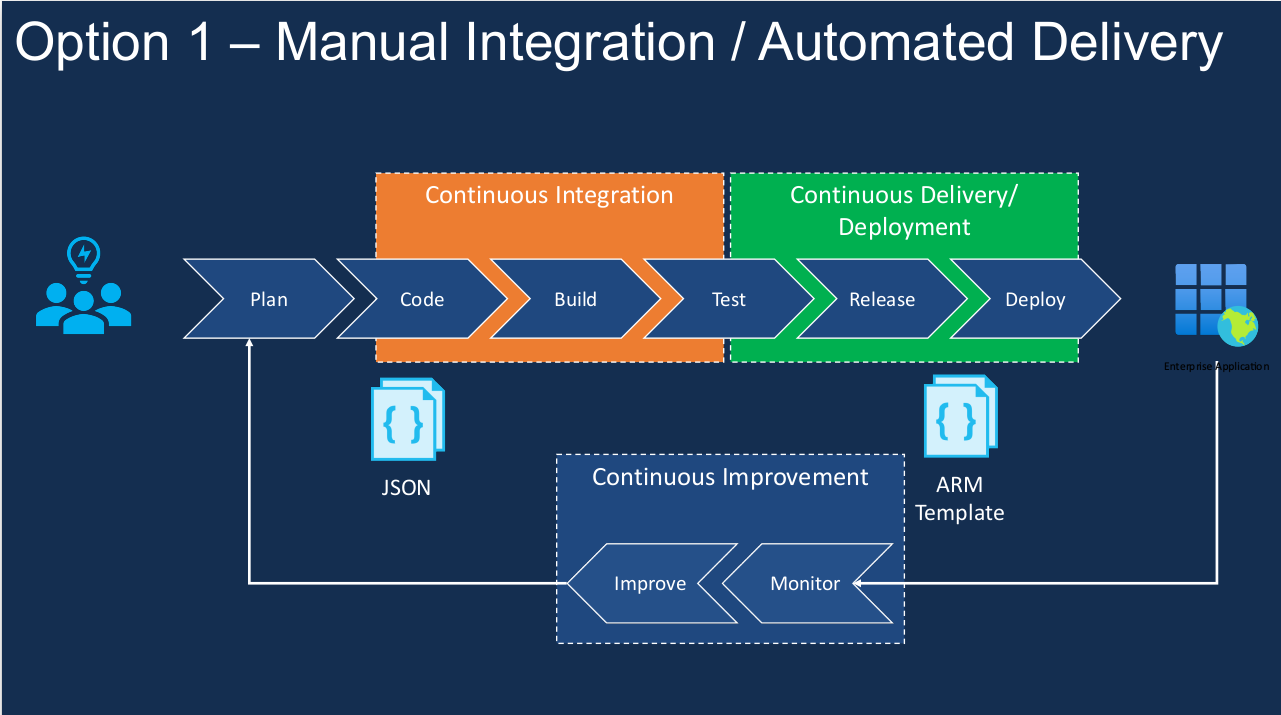 Option 1 – Manual Integration / Automated Delivery
Continuous Integration
Continuous Delivery/
Deployment
Plan
Code
Build
Test
Release
Deploy
Enterprise Application
{ }
JSON
{ }
ARM
Template
Continuous Improvement
Improve
Monitor